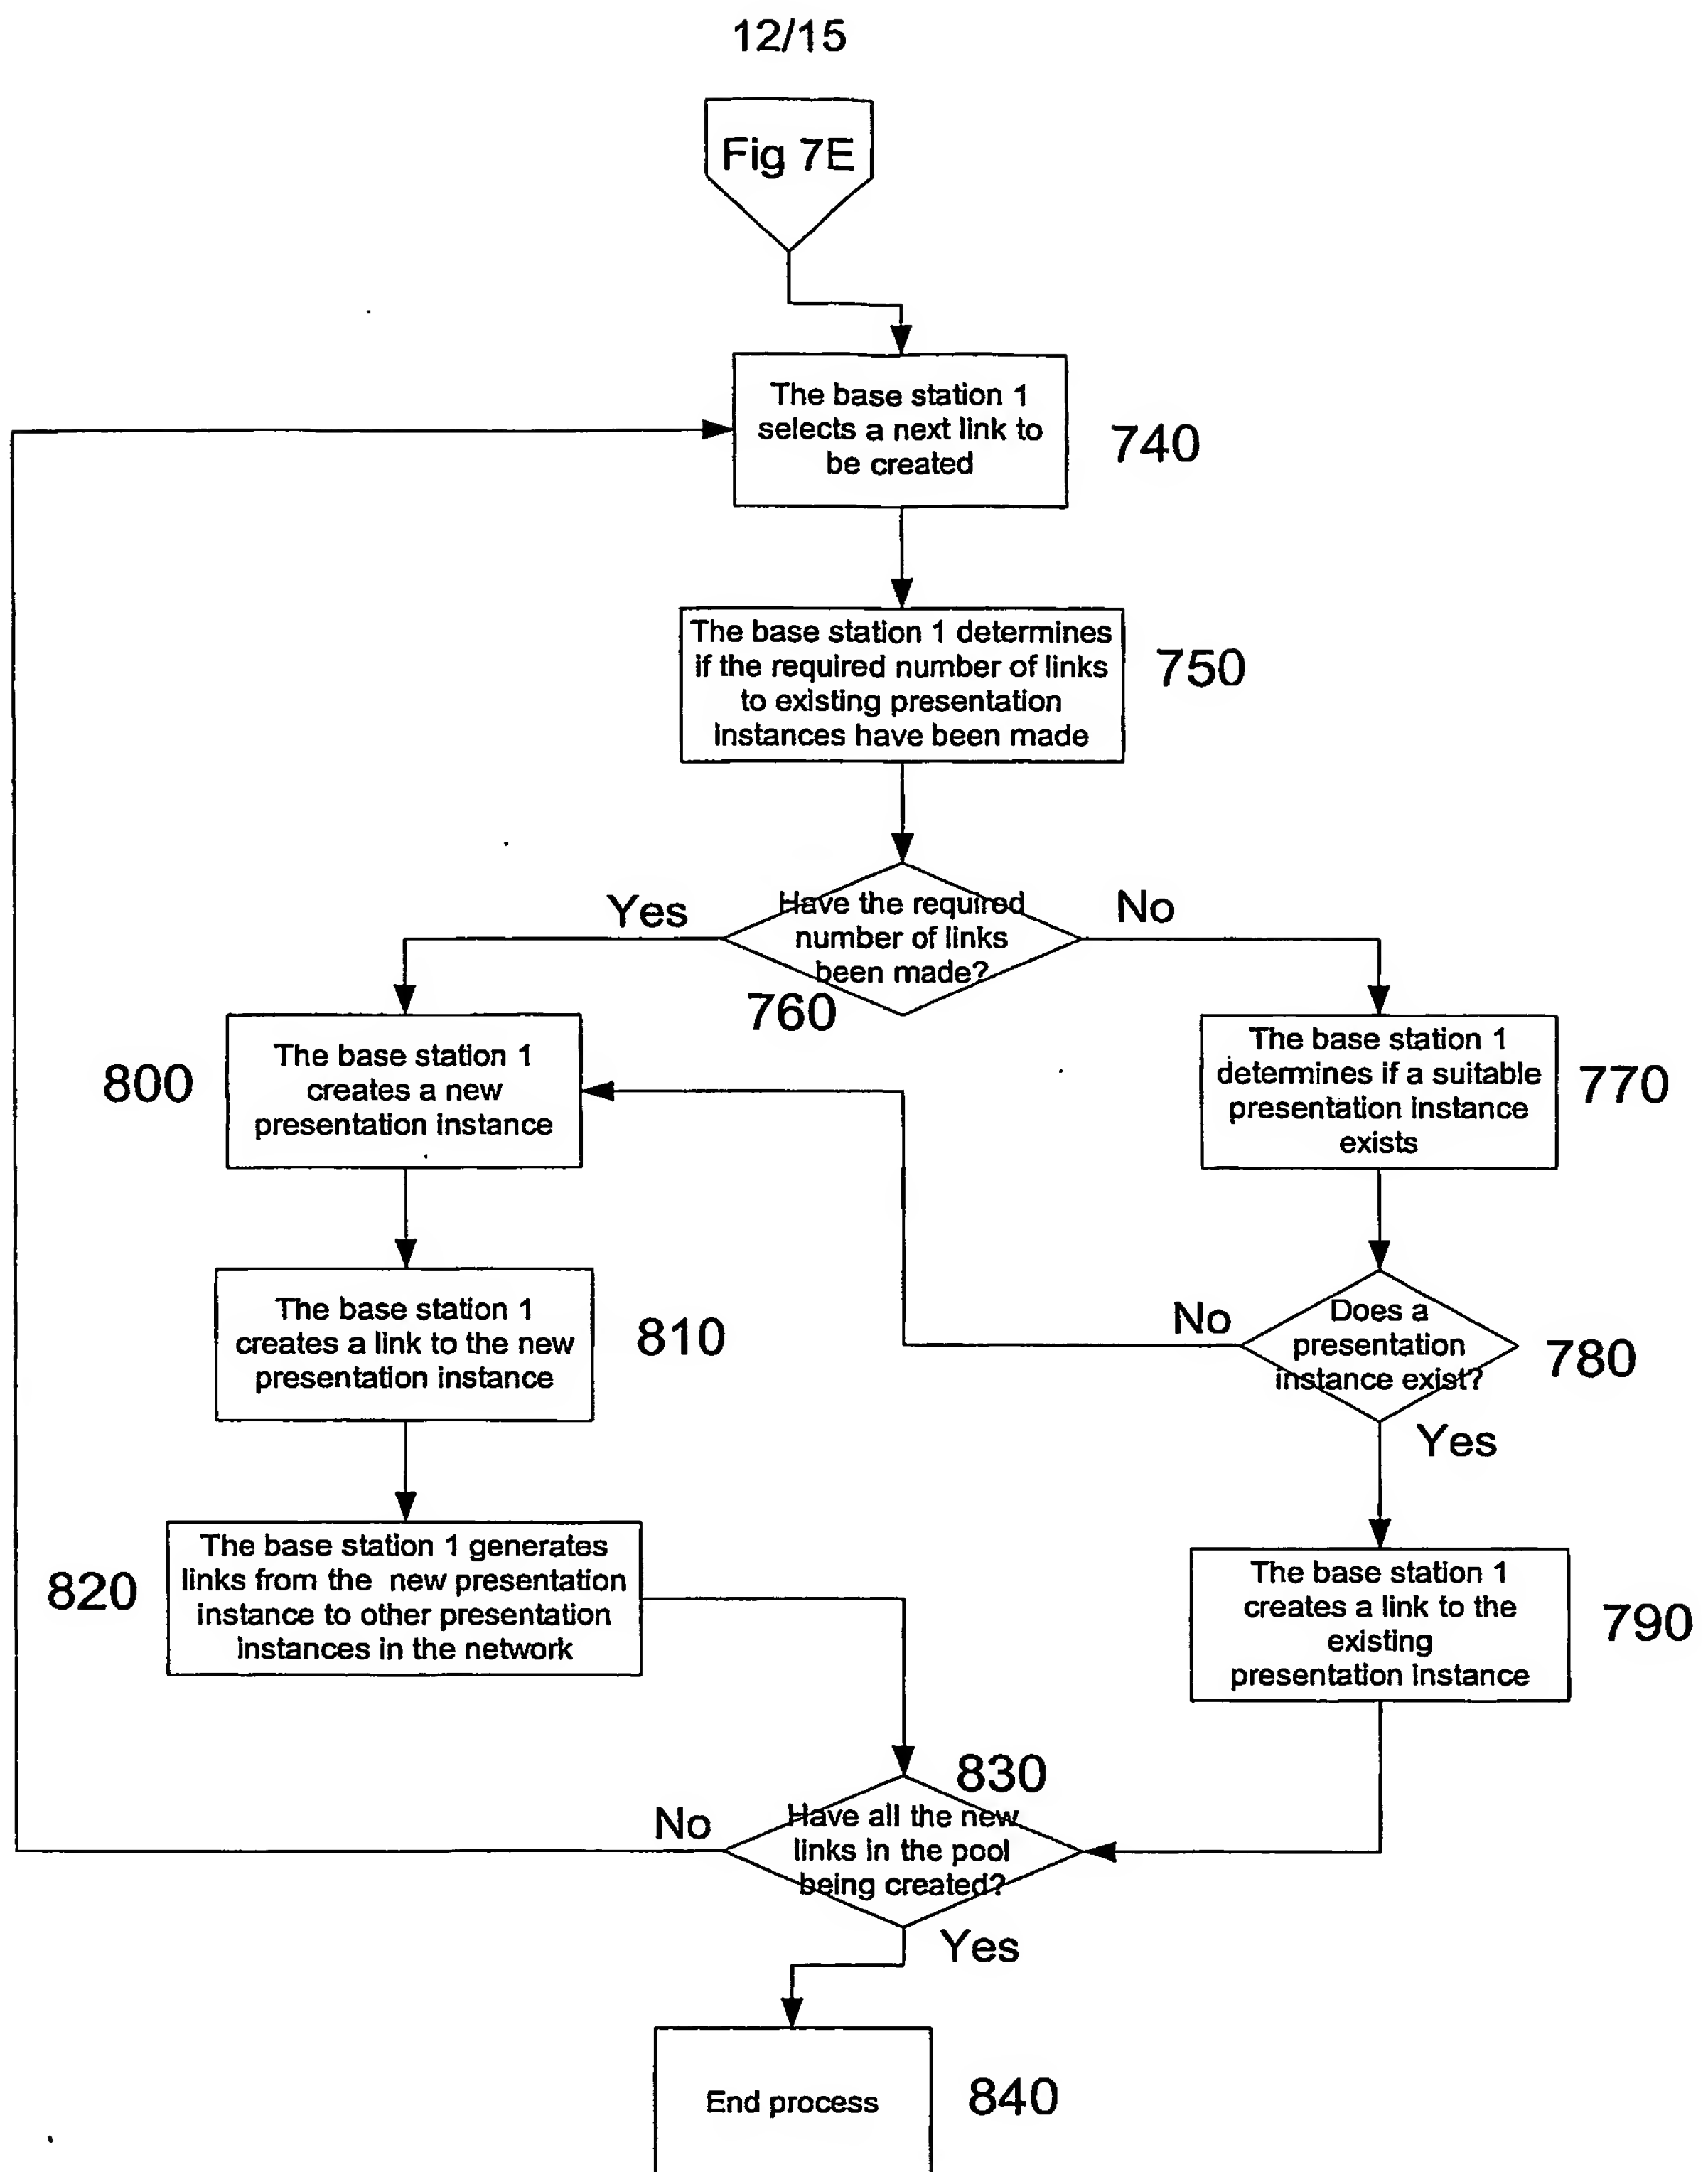 12/15
Fig 7E
The base station 1
selects a next link to
be created
740
The base station 1 determines
if the required number of links
to existing presentation
instances have been made
750
Have the required
number of links
been made?
Yes
No
760
The base station 1
creates a new
presentation instance
800
The base station 1
determines if a suitable
presentation instance
exists
770
The base station 1
creates a link to the new
presentation instance
810
Does a
presentation
instance exist?
No
780
Yes
The base station 1 generates
links from the new presentation
instance to other presentation
instances in the network
820
The base station 1
creates a link to the
existing
presentation instance
790
830
Have all the new
links in the pool
being created?
No
Yes
End process
840